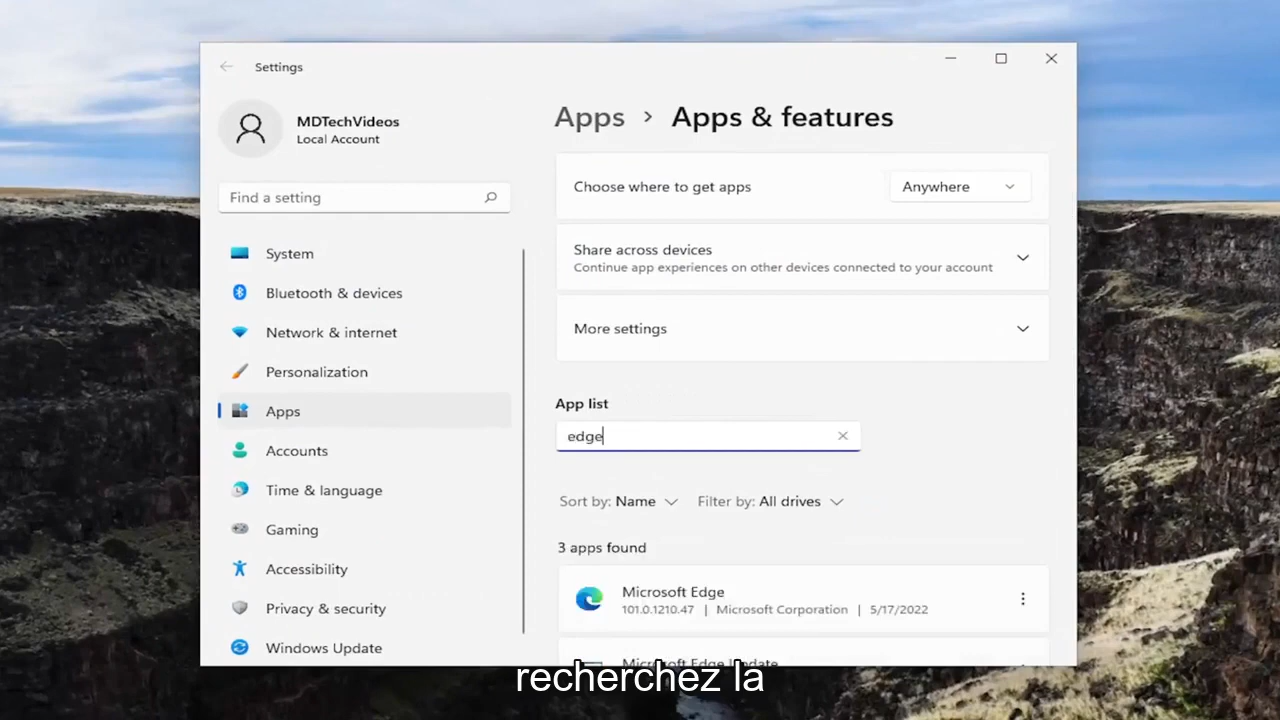 Settings
MDTechVideos
Local Account
Find a setting
System
Bluetooth & devices
Network & internet
Personalization
Apps
Accounts
Time & language
Gaming
Accessibility
Privacy & security
Windows Update
Apps > Apps & features
Choose where to get apps
Anywhere
Share across devices
Continue app experiences on other devices connected to your account
More settings
App list
edge
Sort by: Name
Filter by: All drives
3 apps found
Microsoft Edge
101.0.1210.47 | Microsoft Corporation | 5/17/2022
Microsoft Edge Update
recherchez la